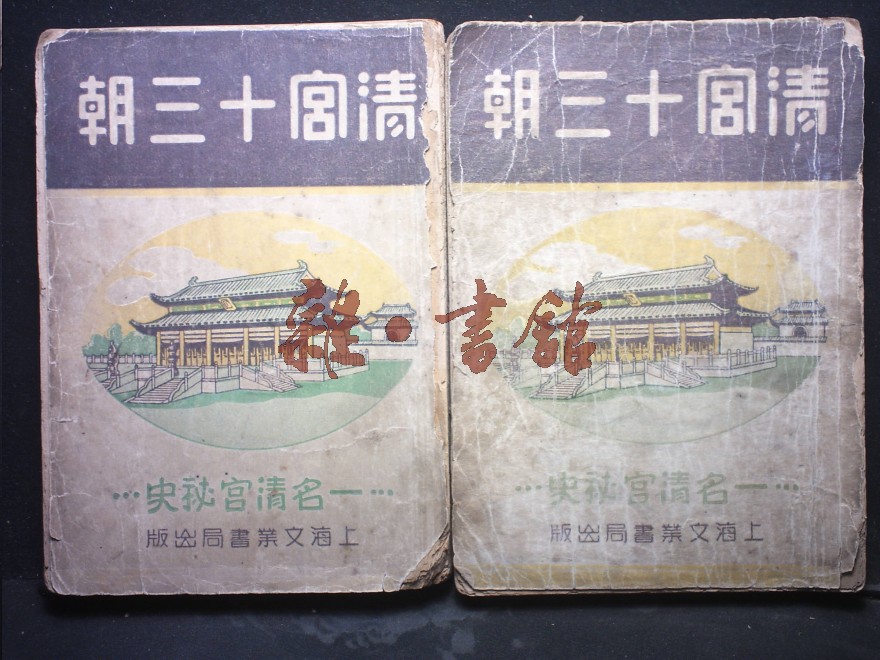 清宮十三朝
一名清宮祕史
上海文業書局出版
清宮十三朝
一名清宮祕史
上海文業書局出版
雜·書館